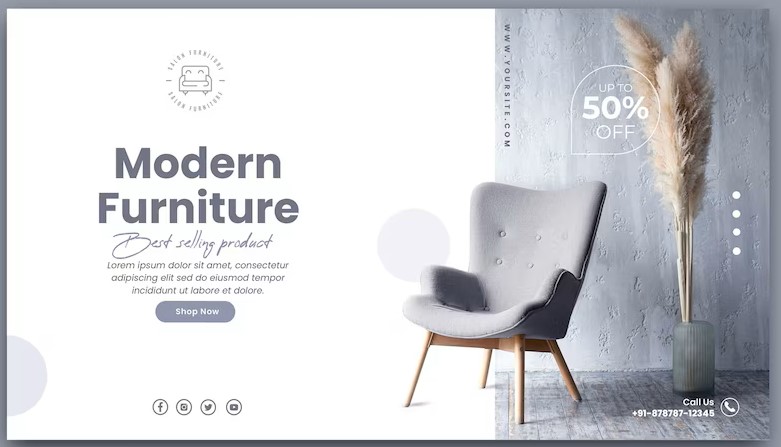 SALON FURNITURE
SALON FURNITURE
Modern
Furniture
Best selling product
Lorem ipsum dolor sit amet, consectetur
adipiscing elit sed do eiusmod tempor
incididunt ut labore et dolore.
Shop Now
WWW.YOURSITE.COM
UP TO
50%
OFF
Call Us
+91-878787-12345